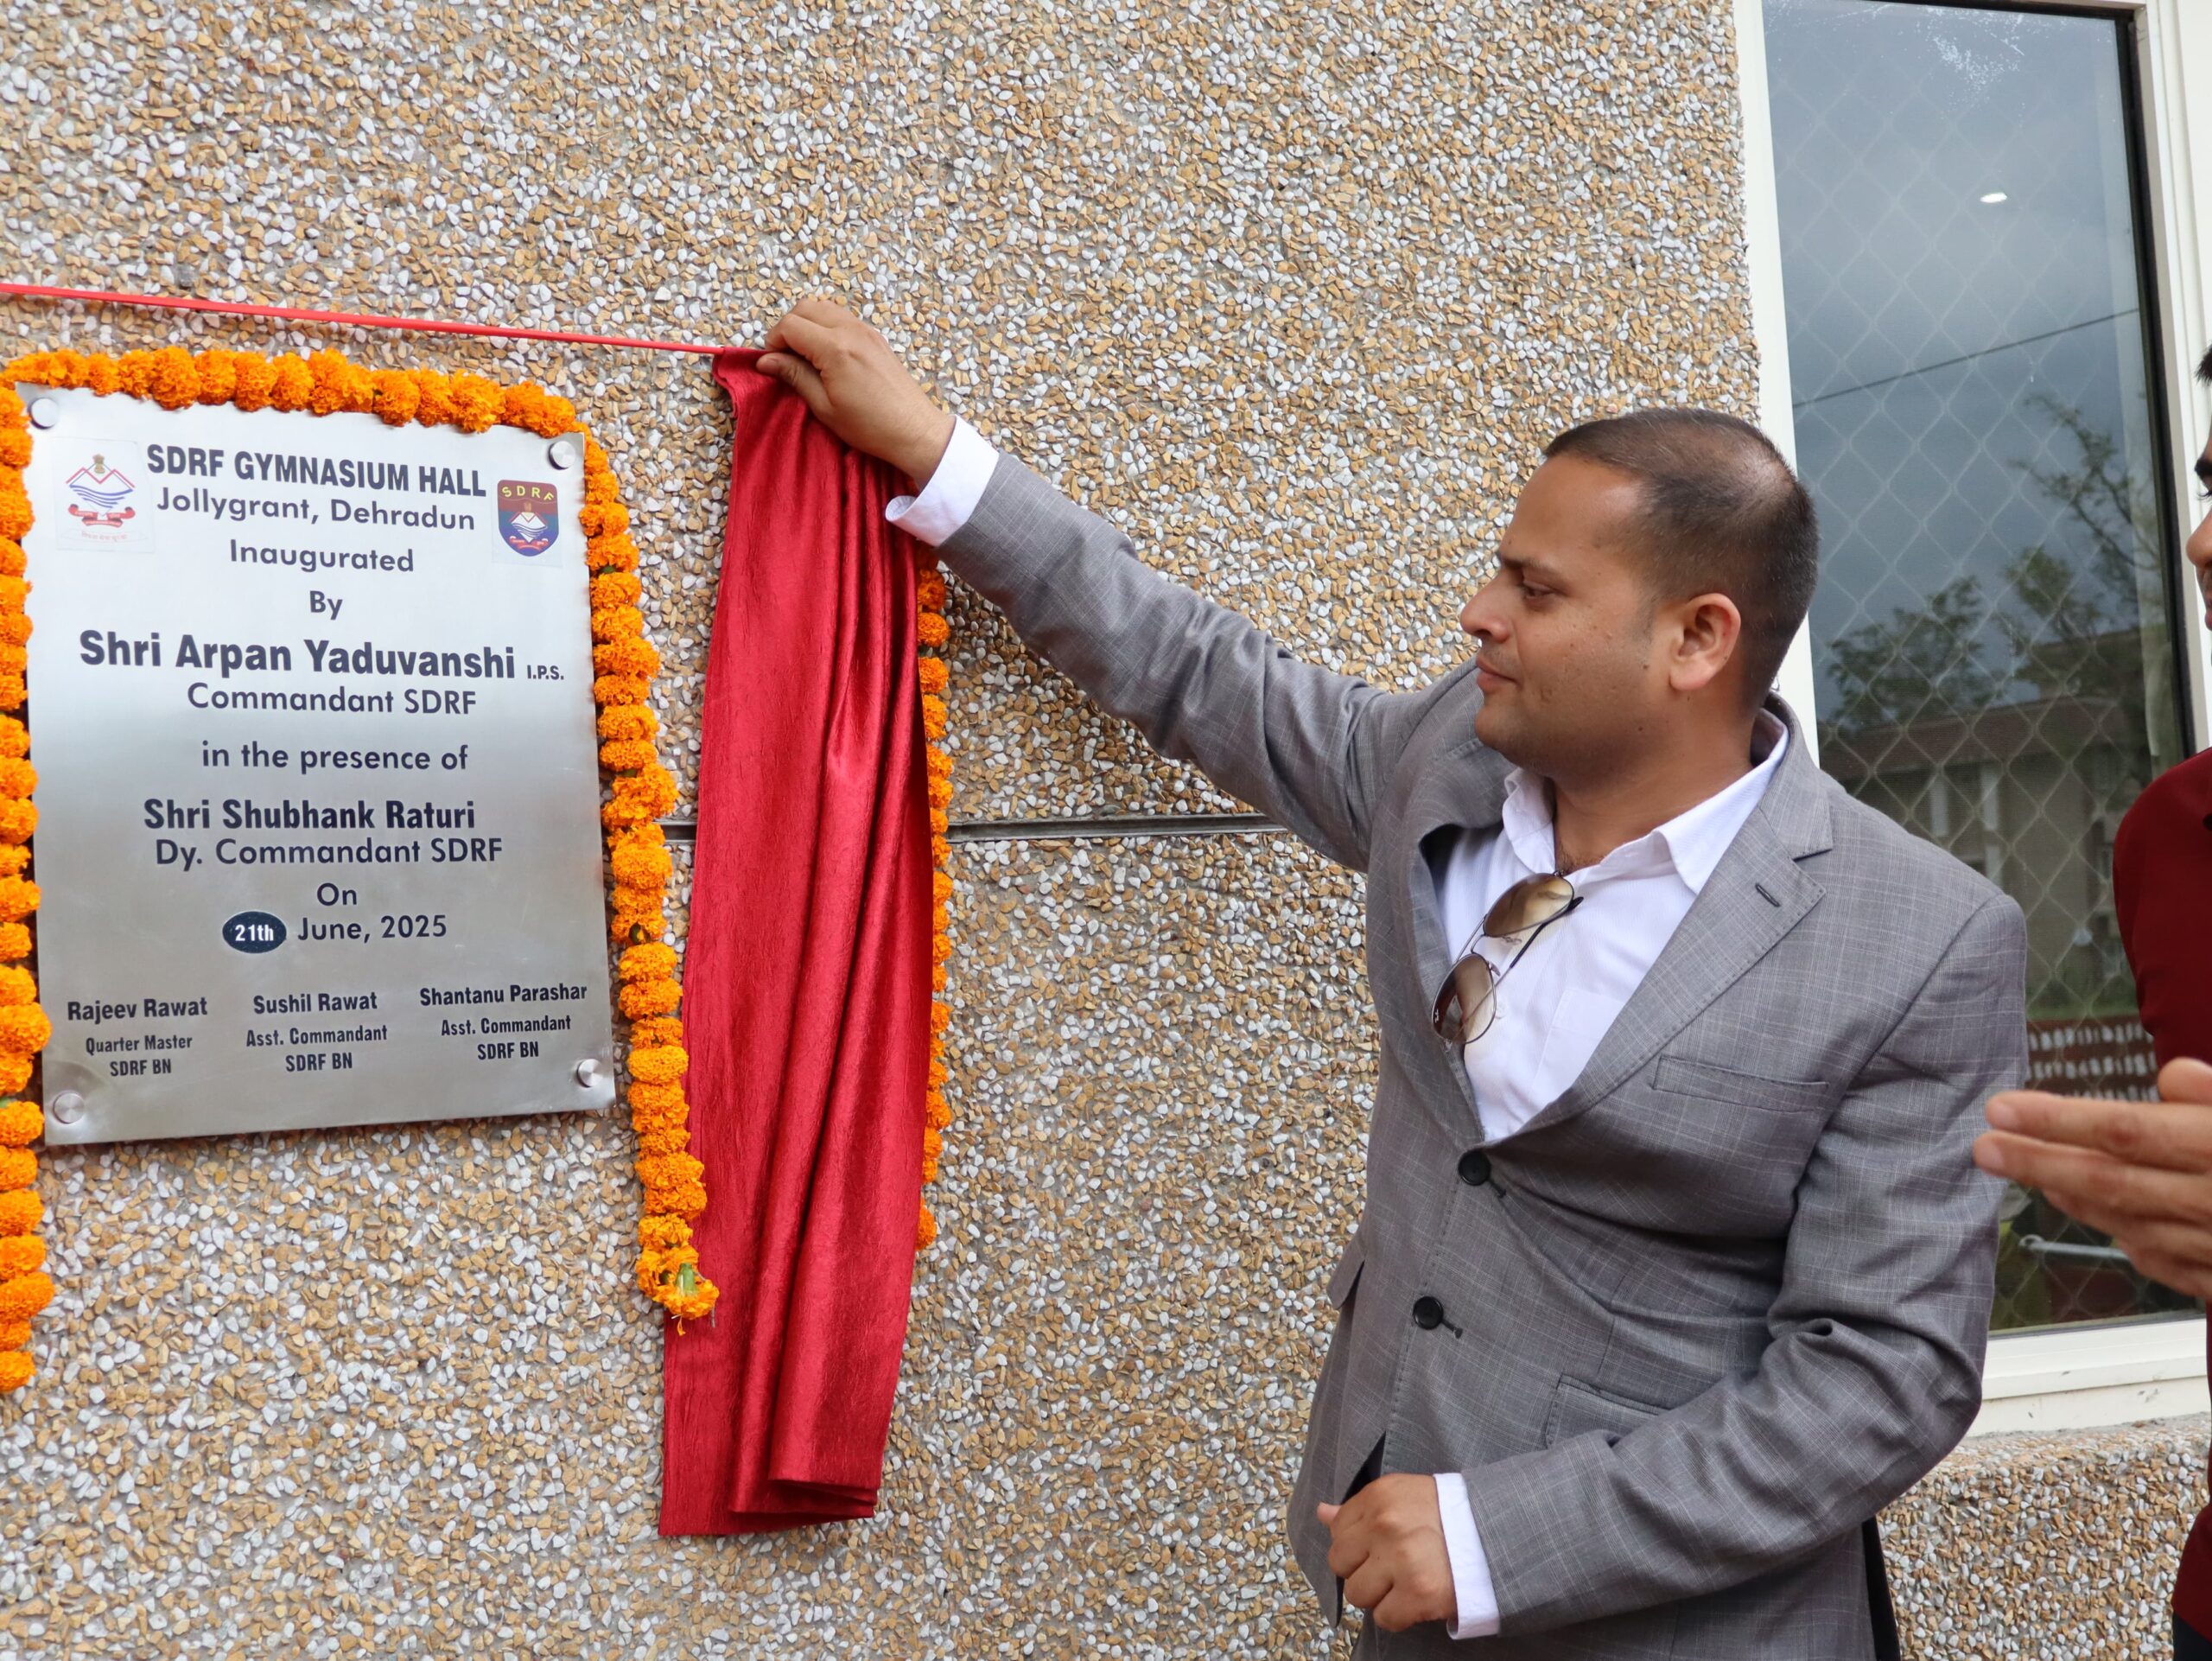 SDRF GYMNASIUM HALL
Jollygrant, Dehradun
SDRF
Inaugurated
By
Shri Arpan Yaduvanshi I.P.S.
Commandant SDRF
in the presence of
Shri Shubhank Raturi
Dy. Commandant SDRF
On
21th June, 2025
Rajeev Rawat
Quarter Master
SDRF BN
Sushil Rawat
Asst. Commandant
SDRF BN
Shantanu Parashar
Asst. Commandant
SDRF BN